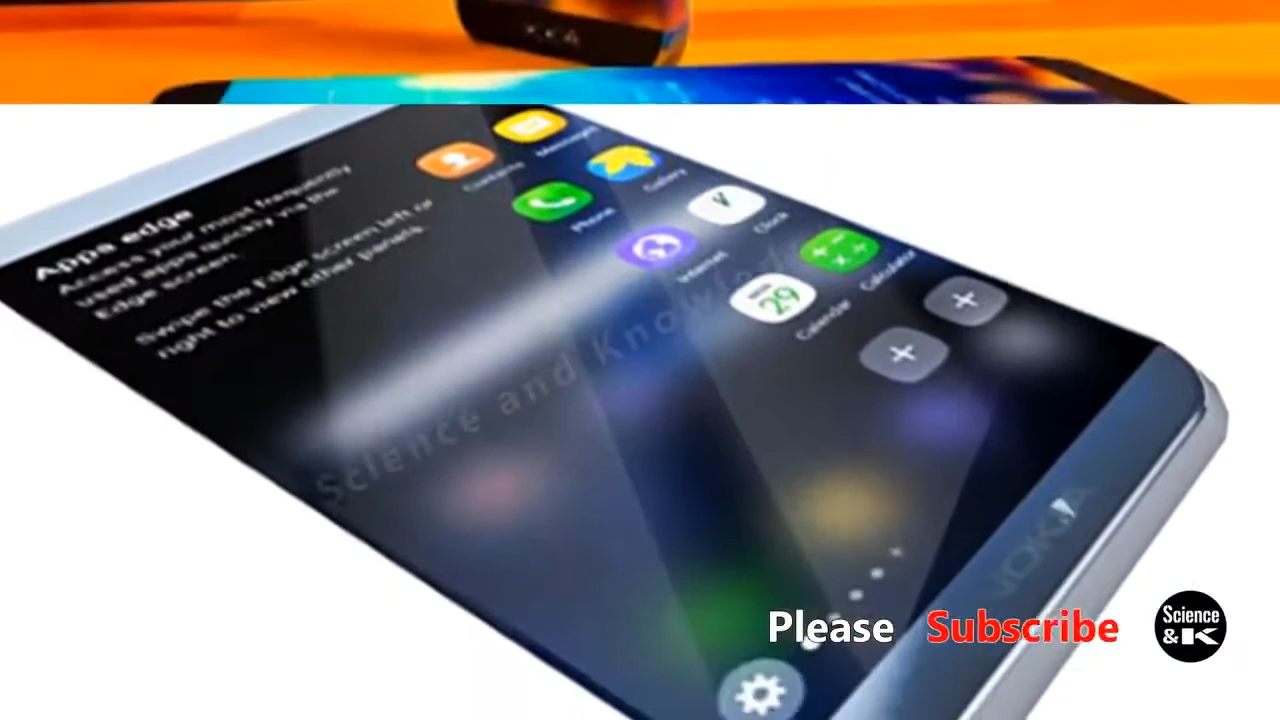 Apps edge
Access your most frequently
used apps quickly via the
Edge screen.
Swipe the Edge screen left or
right to view other panels.
Contacts
Messages
Phone
Gallery
Internet
Clock
29
Calendar
Calculator
Science and Knowled
NOKIA
Please Subscribe
Science
& K